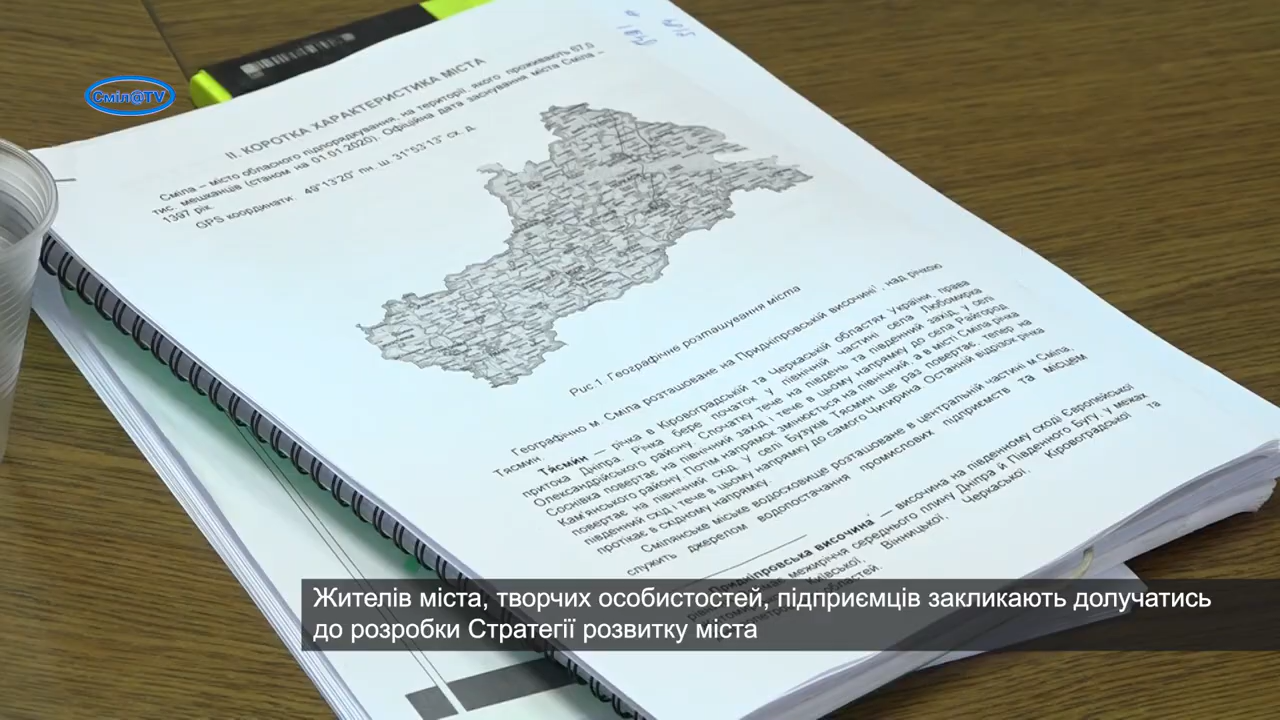 Сміл@TV
ІІ. КОРОТКА ХАРАКТЕРИСТИКА МІСТА
Сміла – місто обласного підпорядкування, на території якого проживають 67,0
тис. мешканців (станом на 01.01.2020). Офіційна дата заснування міста Сміла –
1397 рік.
GPS координати: 49°13'20" пн. ш. 31°53'13" сх. д.
Рис.1. Географічне розташування міста
Географічно м. Сміла розташоване на Придніпровській височині¹, над річкою
Тясмин.
Тясмин — річка в Кіровоградській та Черкаській областях України, права
притока Дніпра. Річка бере початок у північній частині села Любомирка
Олександрійського району. Спочатку тече на південь та південний захід, у селі
Соснівка повертає на північний захід і тече в цьому напрямку до села Райгород
Кам'янського району. Потім напрямок змінюється на північний, а в місті Сміла річка
повертає на північний схід, у селі Бузуків Тясмин ще раз повертає, тепер на
південний схід і тече в цьому напрямку до самого Чигирина. Останній відрізок річка
протікає в східному напрямку.
Смілянське міське водосховище розташоване в центральній частині м. Сміла,
служить джерелом водопостачання промислових підприємств та місцем
Придніпровська височина — височина на південному сході Європейської
рівнини, межиріччя середнього плину Дніпра й Південного Бугу, у межах
Київської, Вінницької, Черкаської, Кіровоградської та
областей.
Жителів міста, творчих особистостей, підприємців закликають долучатись
до розробки Стратегії розвитку міста